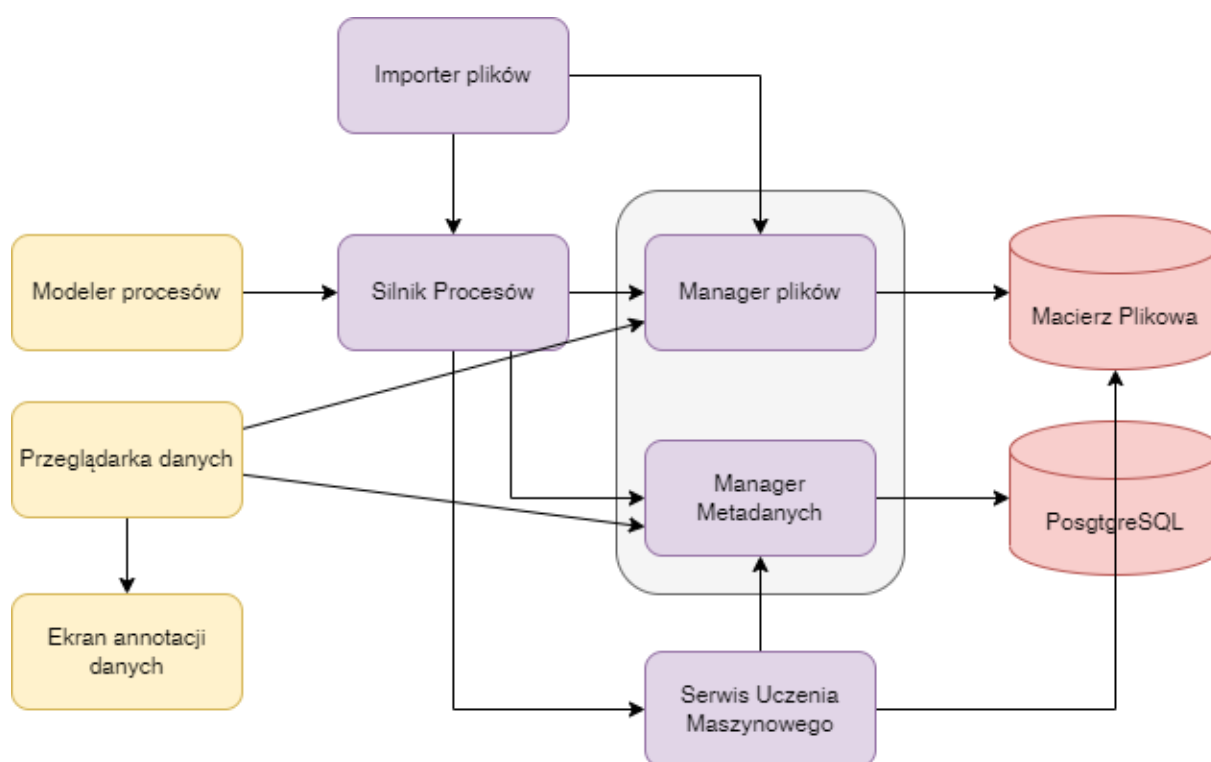 Importer plików
Modeler procesów
Silnik Procesów
Manager plików
Macierz Plikowa
Przeglądarka danych
Manager
Metadanych
PosgtgreSQL
Ekran annotacji
danych
Serwis Uczenia
Maszynowego